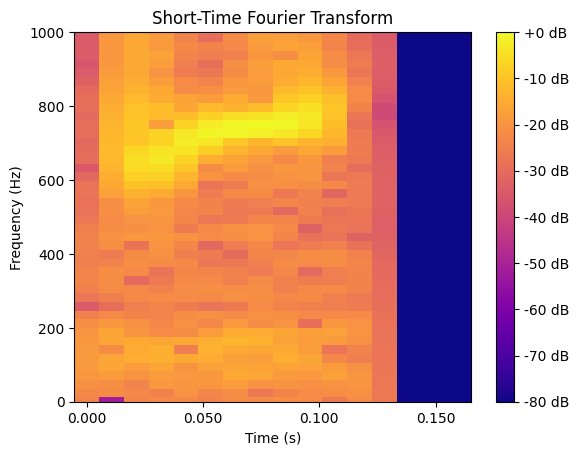 Short-Time Fourier Transform
1000
800
600
400
200
0
Frequency (Hz)
0.000
0.050
0.100
0.150
Time (s)
+0 dB
-10 dB
-20 dB
-30 dB
-40 dB
-50 dB
-60 dB
-70 dB
-80 dB